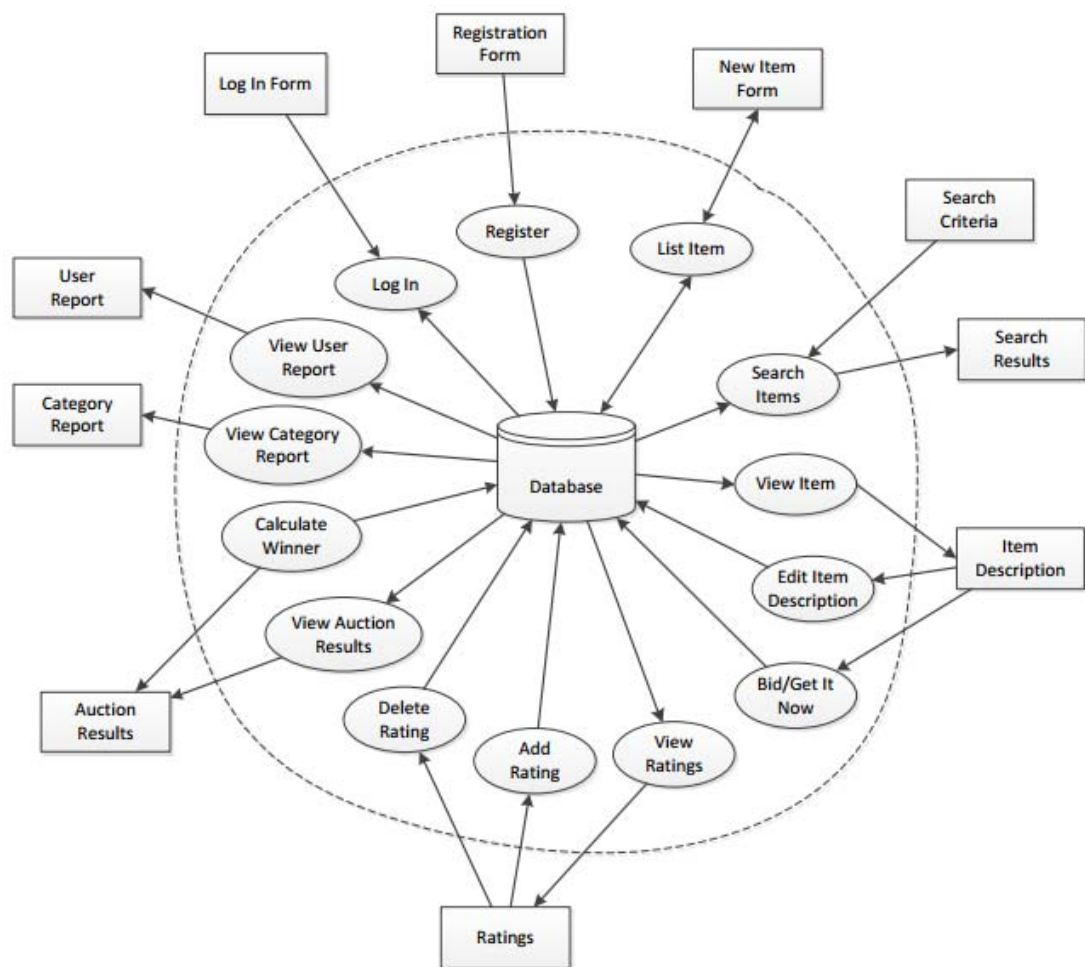 Registration
Form
Log In Form
New Item
Form
Search
Criteria
Register
List Item
User
Report
Log In
Search
Results
View User
Report
Search
Items
Category
Report
View Category
Report
Database
View Item
Calculate
Winner
Item
Description
Edit Item
Description
View Auction
Results
Bid/Get It
Now
Auction
Results
Delete
Rating
Add
Rating
View
Ratings
Ratings